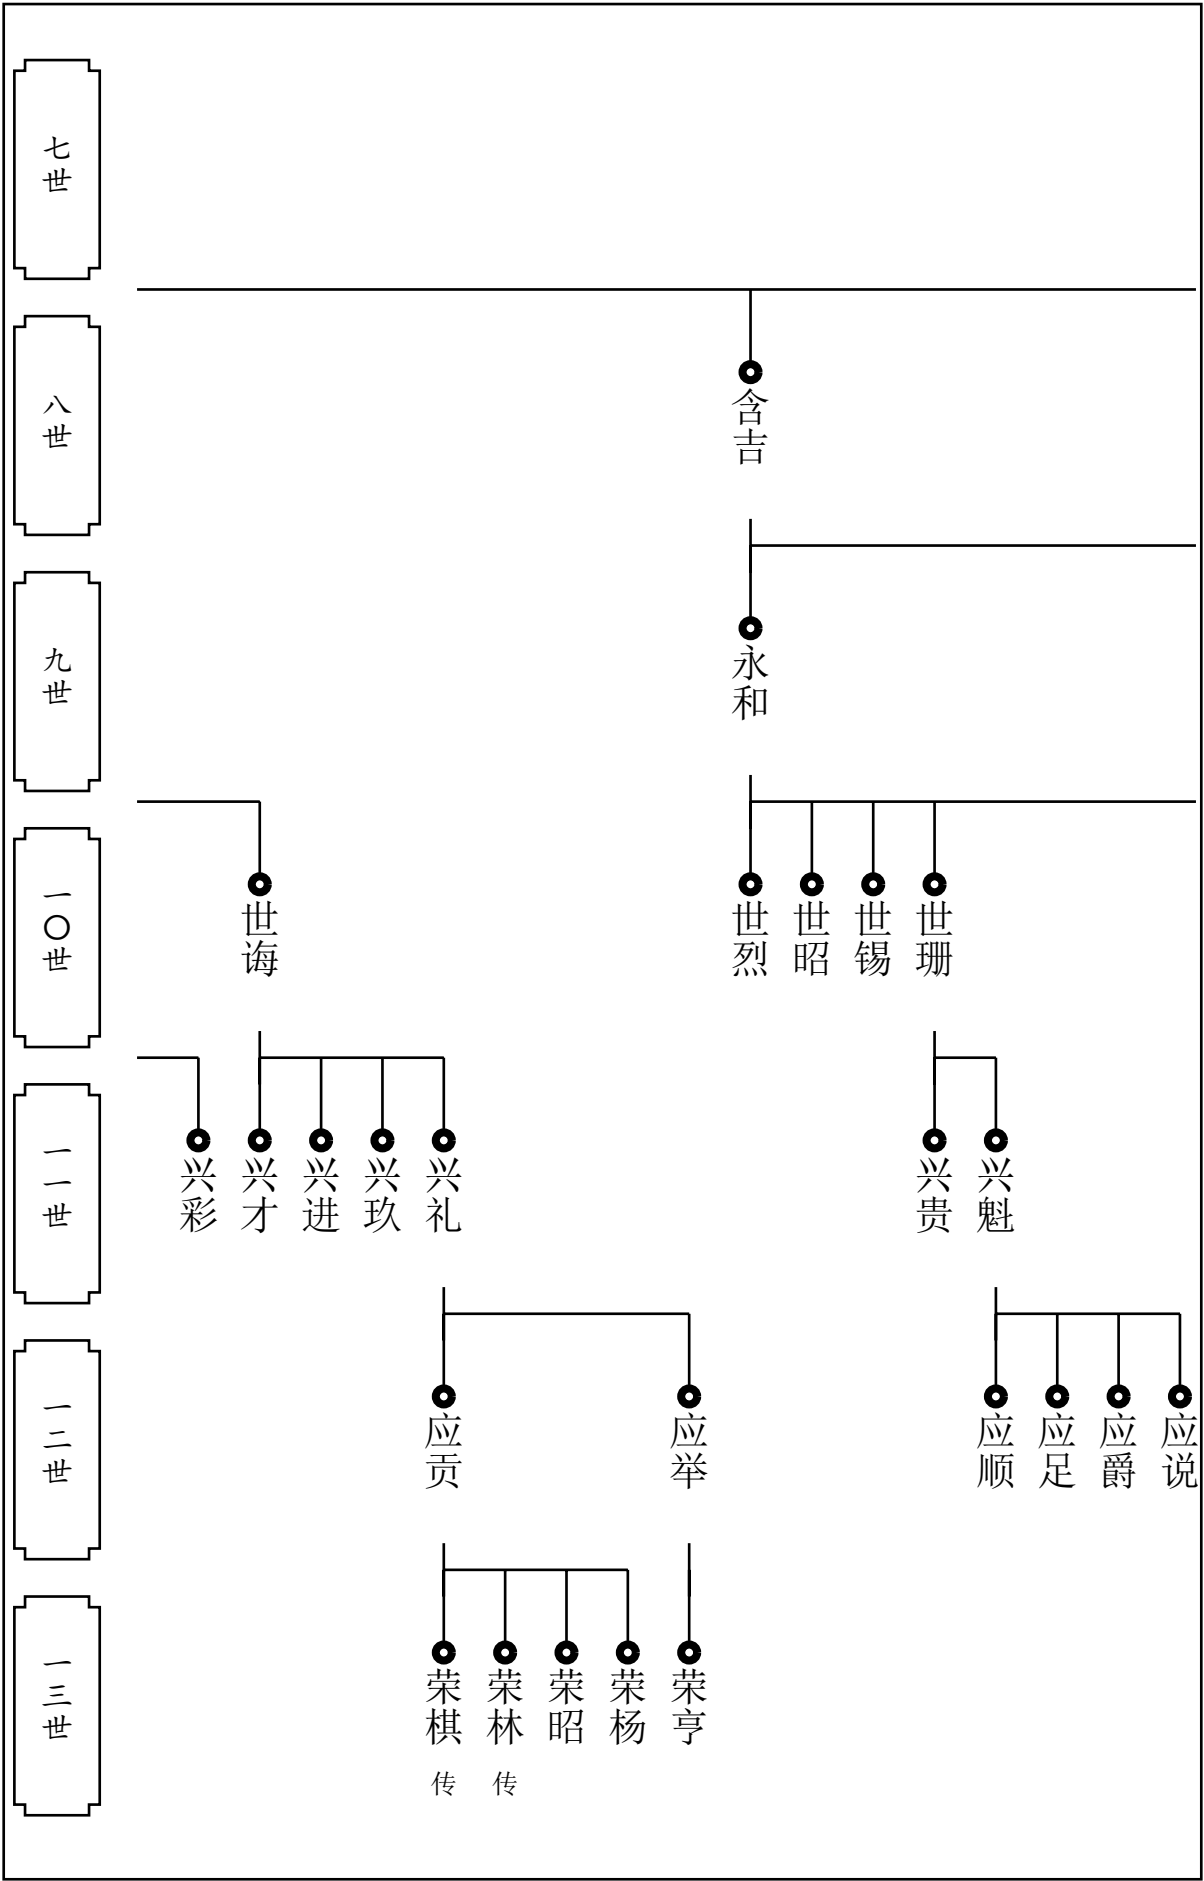 七世
八世
含吉
九世
永和
一〇世
世诲
世烈
世昭
世锡
世珊
一一世
兴彩
兴才
兴进
兴玖
兴礼
兴贵
兴魁
一二世
应贡
应举
应顺
应足
应爵
应说
一三世
荣棋
传
荣林
传
荣昭
荣杨
荣亨